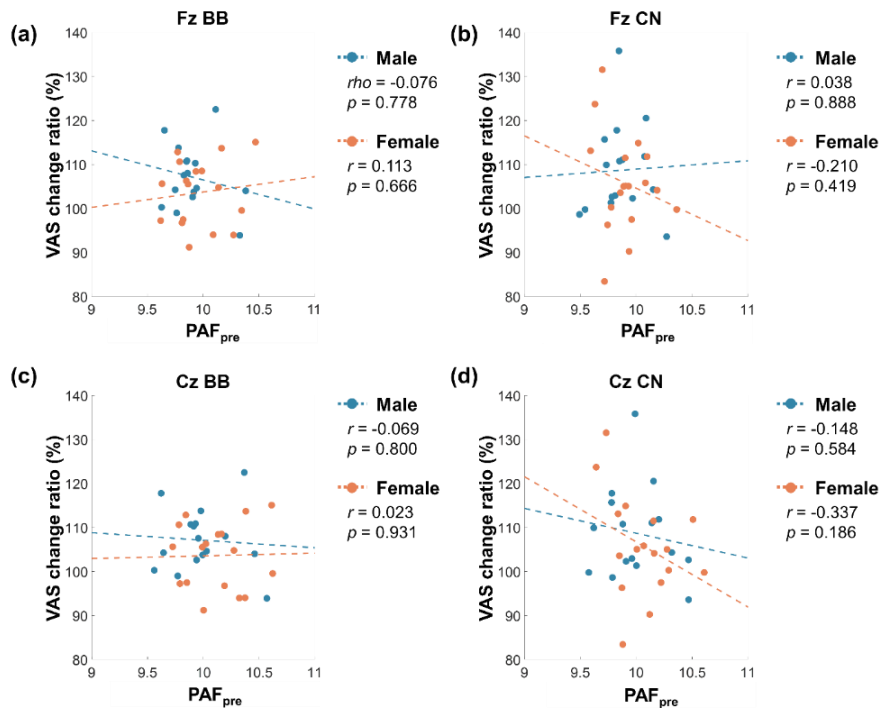 (a)
Fz BB
VAS change ratio (%)
140
130
120
110
100
90
80
9
9.5
10
10.5
11
PAFpre
Male
rho = -0.076
p = 0.778
Female
r = 0.113
p = 0.666
(b)
Fz CN
VAS change ratio (%)
140
130
120
110
100
90
80
9
9.5
10
10.5
11
PAFpre
Male
r = 0.038
p = 0.888
Female
r = -0.210
p = 0.419
(c)
Cz BB
VAS change ratio (%)
140
130
120
110
100
90
80
9
9.5
10
10.5
11
PAFpre
Male
r = -0.069
p = 0.800
Female
r = 0.023
p = 0.931
(d)
Cz CN
VAS change ratio (%)
140
130
120
110
100
90
80
9
9.5
10
10.5
11
PAFpre
Male
r = -0.148
p = 0.584
Female
r = -0.337
p = 0.186